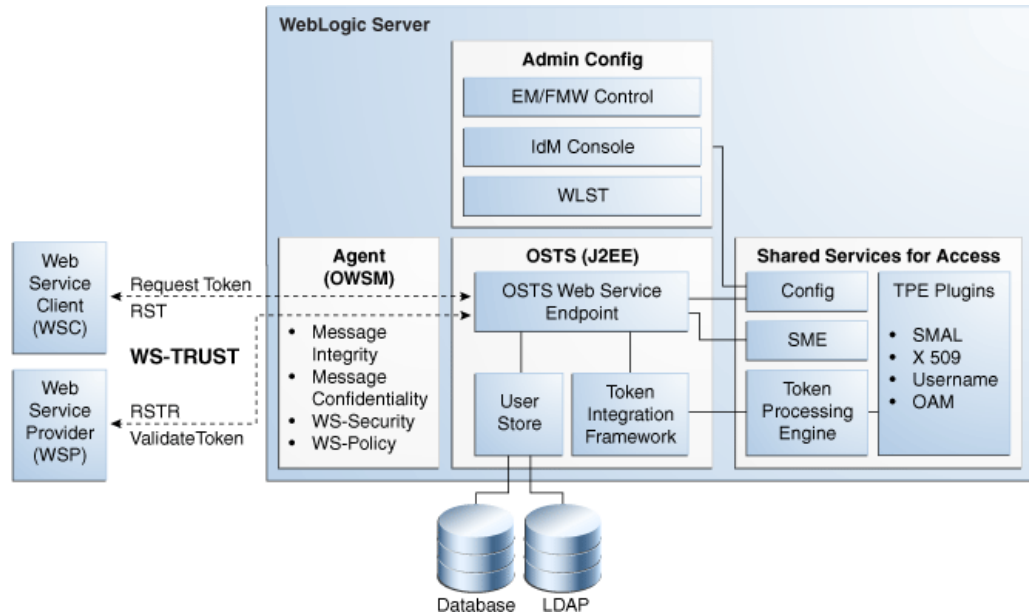 WebLogic Server
Admin Config
EM/FMW Control
IdM Console
WLST
Web
Service
Client
(WSC)
Request Token
RST
WS-TRUST
Web
Service
Provider
(WSP)
RSTR
ValidateToken
Agent
(OWSM)
• Message
Integrity
• Message
Confidentiality
• WS-Security
• WS-Policy
OSTS (J2EE)
OSTS Web Service
Endpoint
User
Store
Token
Integration
Framework
Shared Services for Access
Config
SME
Token
Processing
Engine
TPE Plugins
• SMAL
• X 509
• Username
• OAM
Database
LDAP